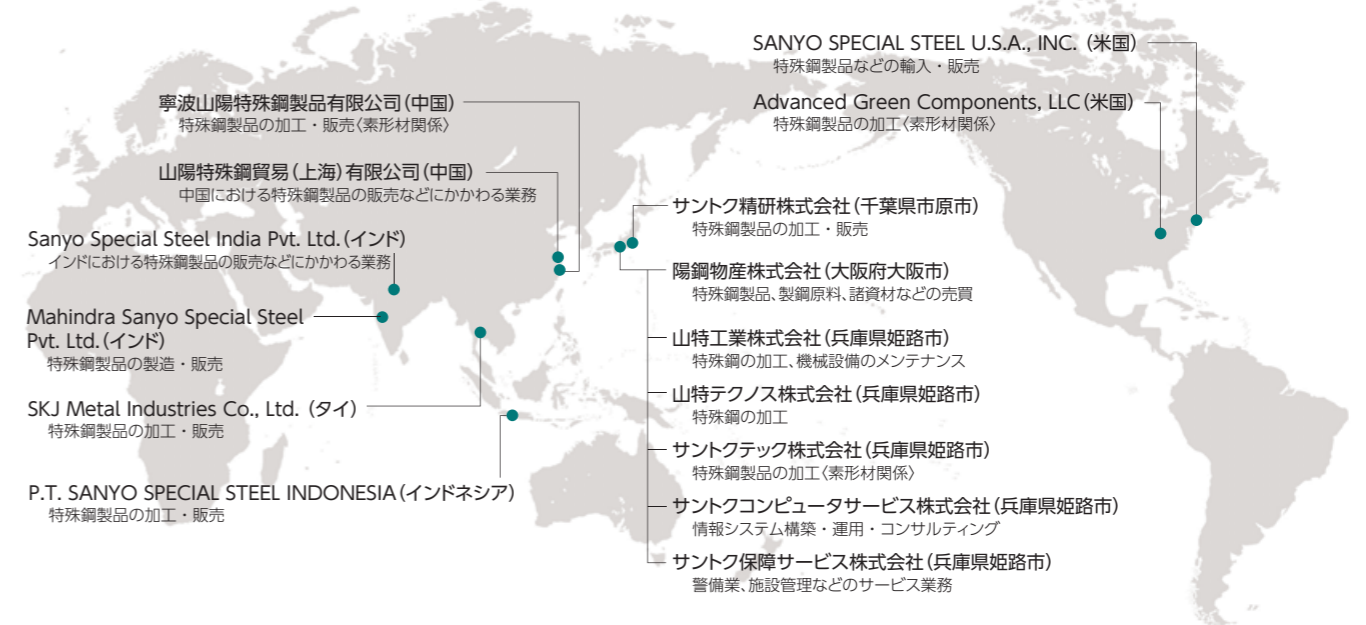 SANYO SPECIAL STEEL U.S.A., INC. (米国)
特殊鋼製品などの輸入・販売
Advanced Green Components, LLC(米国)
特殊鋼製品の加工〈素形材関係〉
寧波山陽特殊鋼製品有限公司(中国)
特殊鋼製品の加工・販売〈素形材関係〉
山陽特殊鋼貿易(上海)有限公司(中国)
中国における特殊鋼製品の販売などにかかわる業務
Sanyo Special Steel India Pvt. Ltd.(インド)
インドにおける特殊鋼製品の販売などにかかわる業務
Mahindra Sanyo Special Steel
Pvt. Ltd.(インド)
特殊鋼製品の製造・販売
SKJ Metal Industries Co., Ltd. (タイ)
特殊鋼製品の加工・販売
P.T. SANYO SPECIAL STEEL INDONESIA(インドネシア)
特殊鋼製品の加工・販売
サントク精研株式会社(千葉県市原市)
特殊鋼製品の加工・販売
陽鋼物産株式会社(大阪府大阪市)
特殊鋼製品、製鋼原料、諸資材などの売買
山特工業株式会社(兵庫県姫路市)
特殊鋼の加工、機械設備のメンテナンス
山特テクノス株式会社(兵庫県姫路市)
特殊鋼の加工
サントクテック株式会社(兵庫県姫路市)
特殊鋼製品の加工〈素形材関係〉
サントクコンピュータサービス株式会社(兵庫県姫路市)
情報システム構築・運用・コンサルティング
サントク保障サービス株式会社(兵庫県姫路市)
警備業、施設管理などのサービス業務